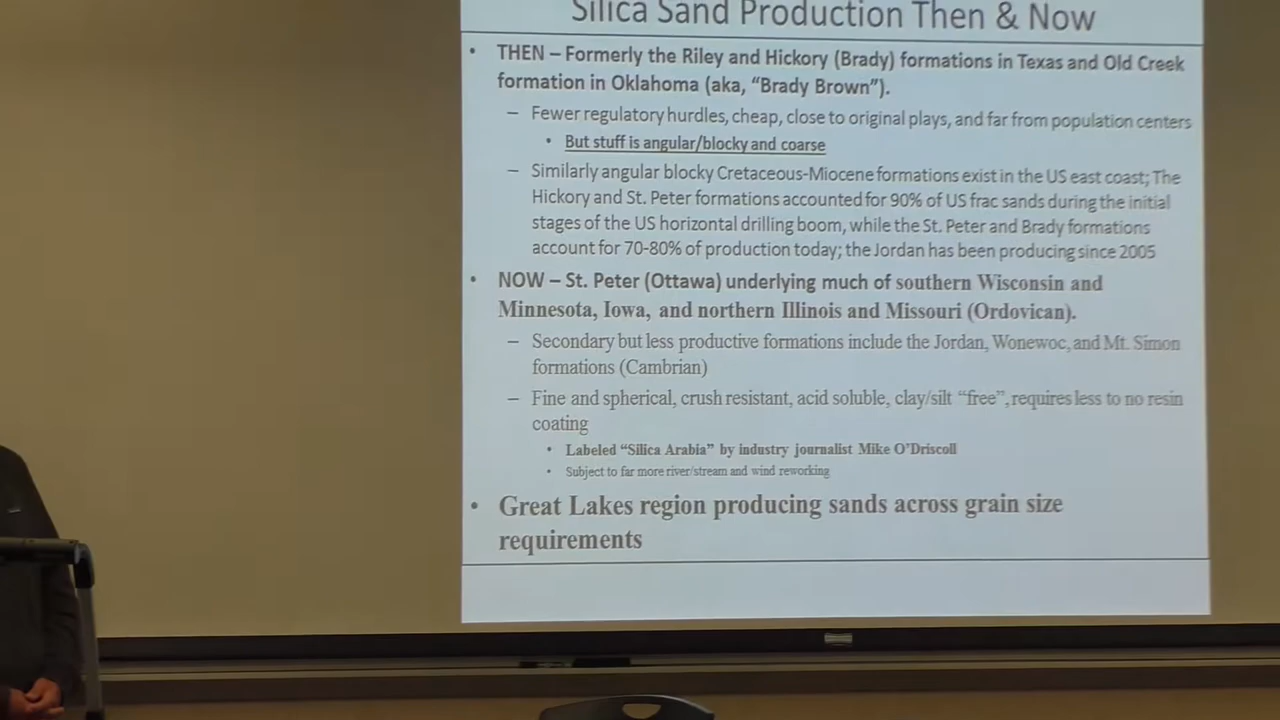 Silica Sand Production Then & Now
• THEN – Formerly the Riley and Hickory (Brady) formations in Texas and Old Creek
formation in Oklahoma (aka, “Brady Brown”).
– Fewer regulatory hurdles, cheap, close to original plays, and far from population centers
• But stuff is angular/blocky and coarse
– Similarly angular blocky Cretaceous-Miocene formations exist in the US east coast; The
Hickory and St. Peter formations accounted for 90% of US frac sands during the initial
stages of the US horizontal drilling boom, while the St. Peter and Brady formations
account for 70-80% of production today; the Jordan has been producing since 2005
• NOW – St. Peter (Ottawa) underlying much of southern Wisconsin and
Minnesota, Iowa, and northern Illinois and Missouri (Ordovican).
– Secondary but less productive formations include the Jordan, Wonewoc, and Mt. Simon
formations (Cambrian)
– Fine and spherical, crush resistant, acid soluble, clay/silt “free”, requires less to no resin
coating
• Labeled “Silica Arabia” by industry journalist Mike O’Driscoll
• Subject to far more river/stream and wind reworking
• Great Lakes region producing sands across grain size
requirements